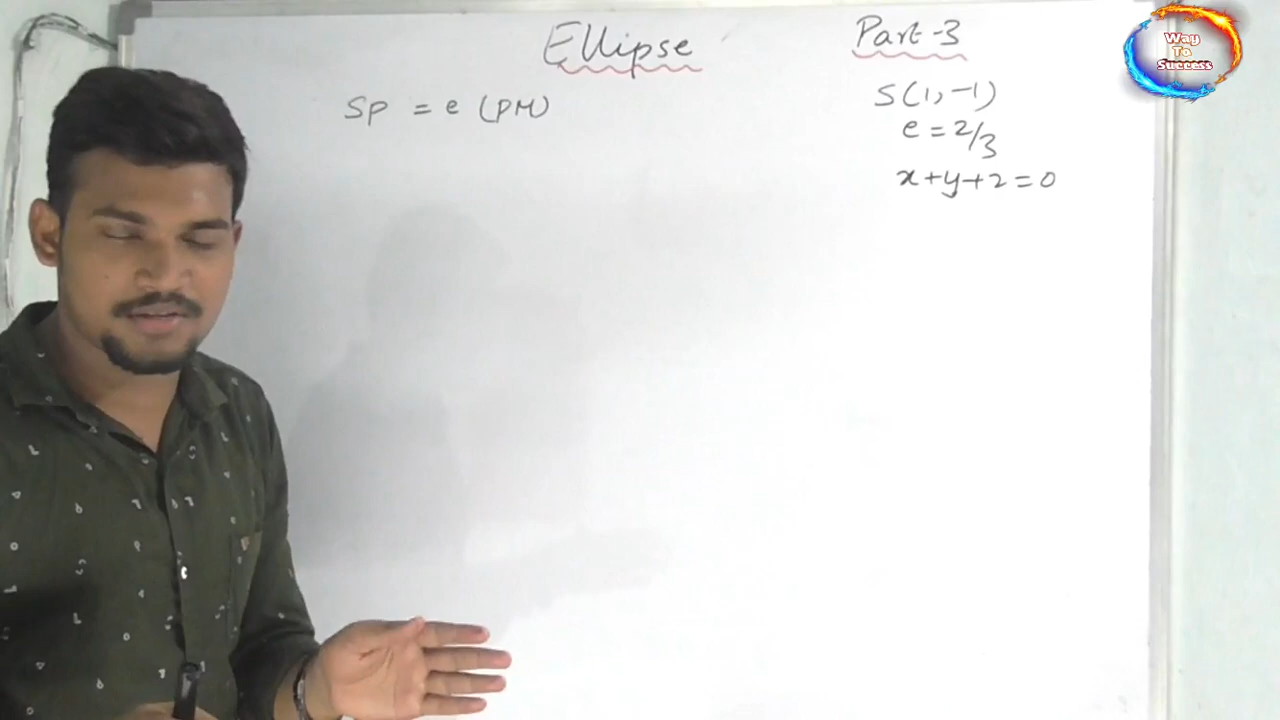 Ellipse Part-3
SP = e (PM)
S(1, -1)
e = 2/3
x+y+2=0
Way
To
Success